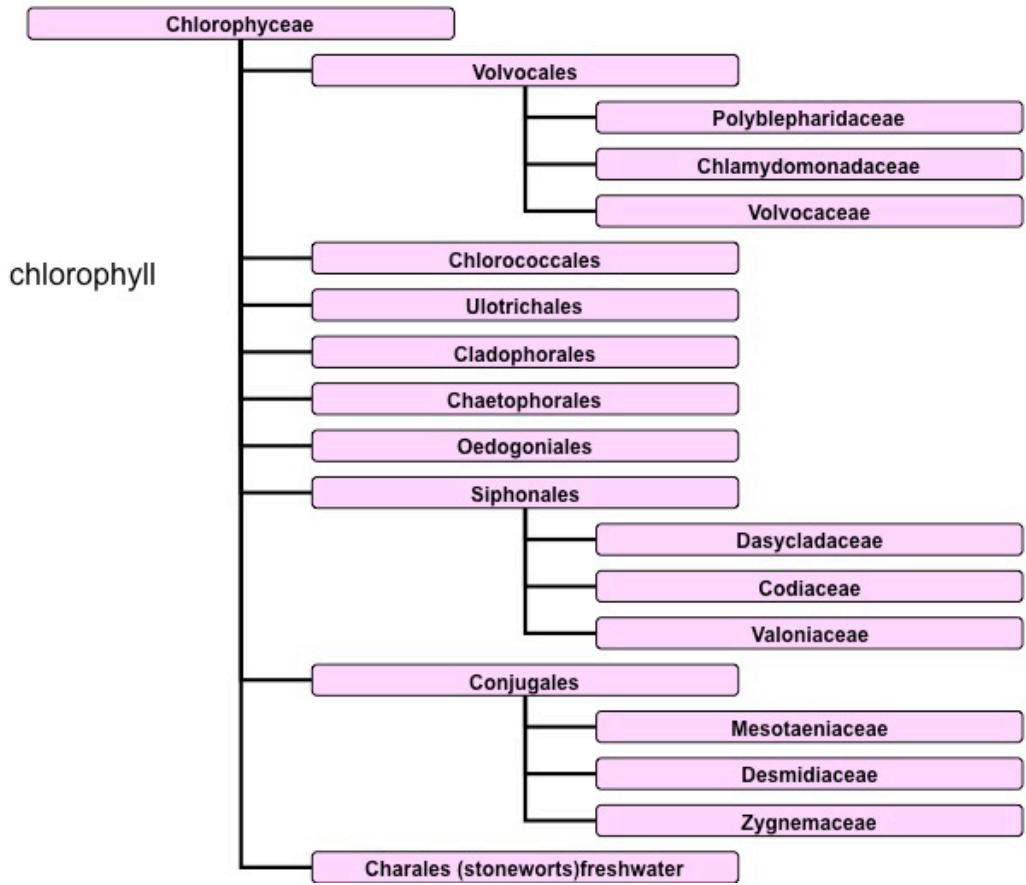 Chlorophyceae
Volvocales
Polyblepharidaceae
Chlamydomonadaceae
Volvocaceae
Chlorococcales
chlorophyll
Ulotrichales
Cladophorales
Chaetophorales
Oedogoniales
Siphonales
Dasycladaceae
Codiaceae
Valoniaceae
Conjugales
Mesotaeniaceae
Desmidiaceae
Zygnemaceae
Charales (stoneworts)freshwater